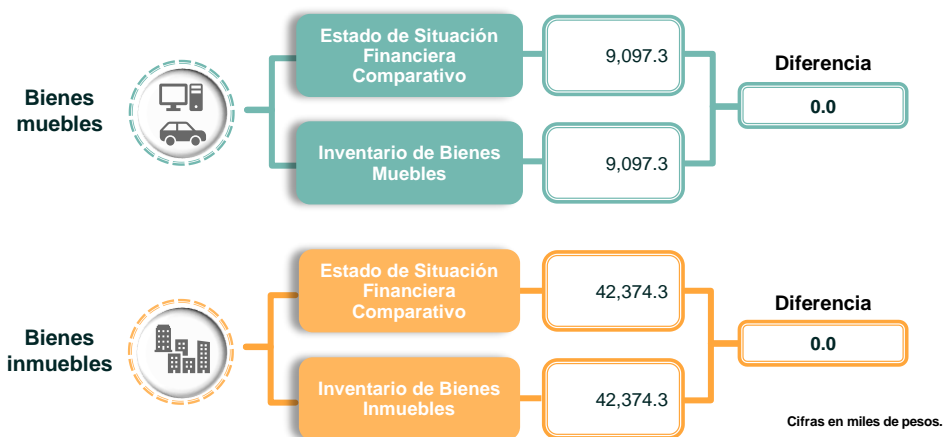 Bienes
muebles
Estado de Situación
Financiera
Comparativo
9,097.3
Inventario de Bienes
Muebles
9,097.3
Diferencia
0.0
Bienes
inmuebles
Estado de Situación
Financiera
Comparativo
42,374.3
Inventario de Bienes
Inmuebles
42,374.3
Diferencia
0.0
Cifras en miles de pesos.